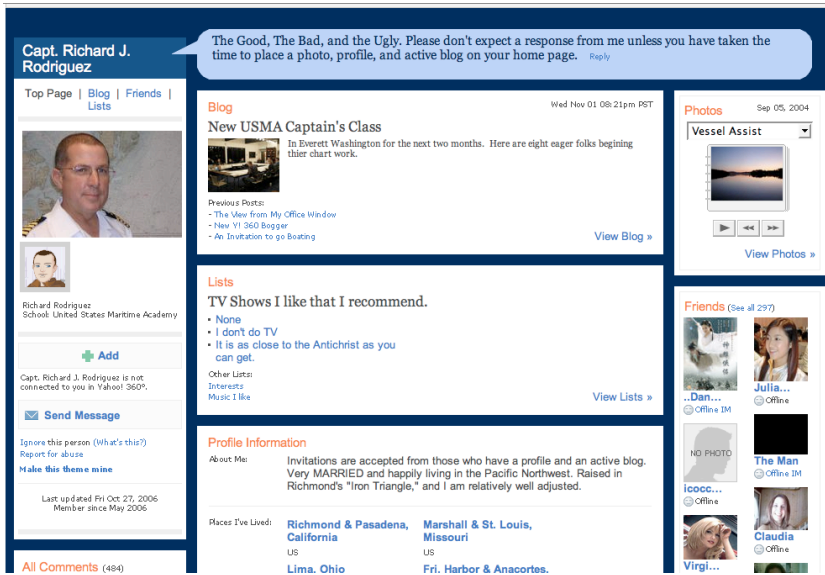 Capt. Richard J.
Rodriguez
The Good, The Bad, and the Ugly. Please don't expect a response from me unless you have taken the
time to place a photo, profile, and active blog on your home page. Reply
Top Page | Blog | Friends |
Lists
Richard Rodriguez
School: United States Maritime Academy
Add
Capt. Richard J. Rodriguez is not
connected to you in Yahoo! 360°.
Send Message
Ignore this person (What's this?)
Report for abuse
Make this theme mine
Last updated Fri Oct 27, 2006
Member since May 2006
All Comments (484)
Blog
Wed Nov 01 08:21pm PST
New USMA Captain's Class
In Everett Washington for the next two months. Here are eight eager folks begining
thier chart work.
Previous Posts:
- The View from My Office Window
- New Y! 360 Bogger
- An Invitation to go Boating
View Blog »
Lists
TV Shows I like that I recommend.
▪ None
▪ I don't do TV
▪ It is as close to the Antichrist as you
can get.
Other Lists:
Interests
Music I like
View Lists »
Profile Information
About Me:
Invitations are accepted from those who have a profile and an active blog.
Very MARRIED and happily living in the Pacific Northwest. Raised in
Richmond's "Iron Triangle," and I am relatively well adjusted.
Places I've Lived:
Richmond & Pasadena,
California
US
Marshall & St. Louis,
Missouri
US
Lima, Ohio
Fri. Harbor & Anacortes,
Photos
Sep 05, 2004
Vessel Assist
View Photos »
Friends (See all 297)
..Dan...
Offline IM
Julia...
Offline
NO PHOTO
icocc...
Offline
The Man
Offline IM
Virgi...
Claudia
Offline